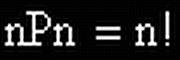 nPn = n!